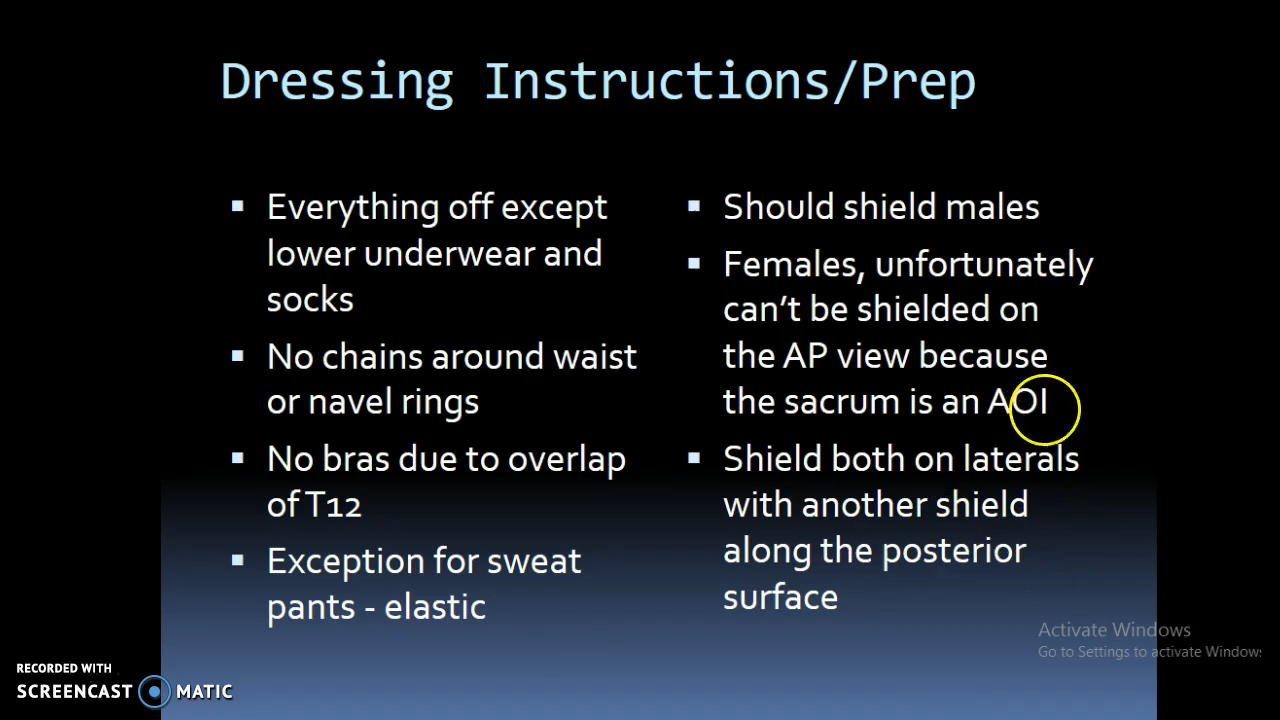 Dressing Instructions/Prep
Everything off except
lower underwear and
socks
No chains around waist
or navel rings
No bras due to overlap
of T12
Exception for sweat
pants - elastic
Should shield males
Females, unfortunately
can't be shielded on
the AP view because
the sacrum is an AOI
Shield both on laterals
with another shield
along the posterior
surface
Activate Windows
Go to Settings to activate Windows
RECORDED WITH
SCREENCAST MATIC